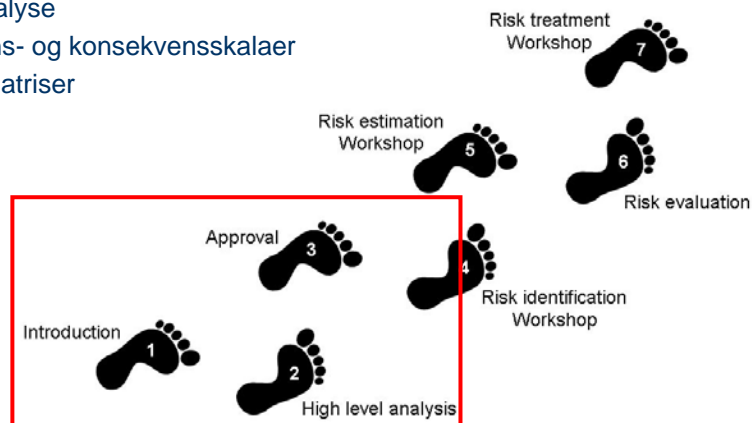 alyse
s- og konsekvensskalaer
atriser
Risk treatment
Workshop
7
Risk estimation
Workshop
5
6
Risk evaluation
Approval
3
4
Risk identification
Workshop
Introduction
1
2
High level analysis